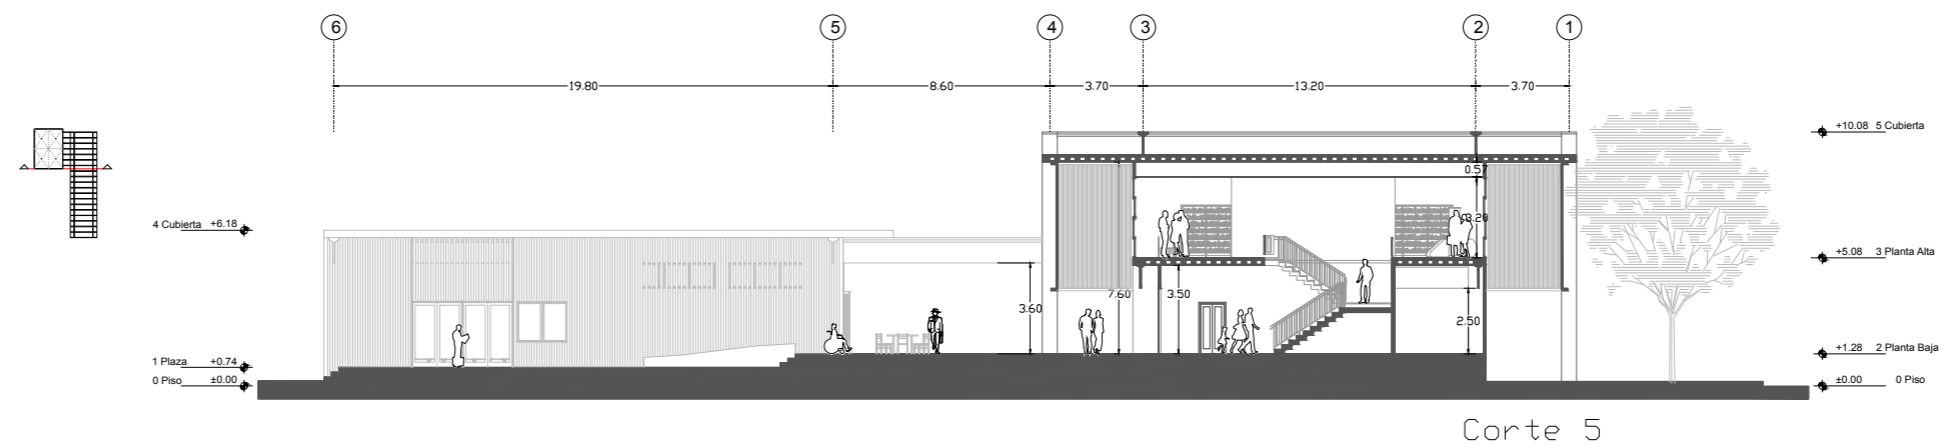 6 5 4 3 2 1
19.80 8.60 3.70 13.20 3.70
+10.08 5 Cubierta
0.57
4 Cubierta +6.18
3.20
+5.08 3 Planta Alta
3.60 7.60 3.50
2.50
1 Plaza +0.74
+1.28 2 Planta Baja
0 Piso ±0.00
±0.00 0 Piso
Corte 5